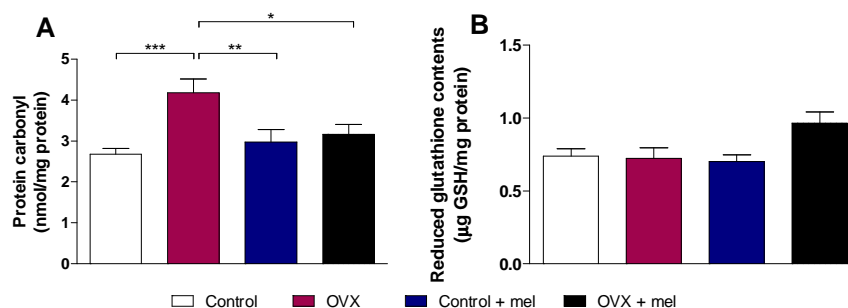 A
*
***
**
Protein carbonyl
(nmol/mg protein)
5
4
3
2
1
0
B
Reduced glutathione contents
(µg GSH/mg protein)
1.5
1.0
0.5
0.0
Control
OVX
Control + mel
OVX + mel